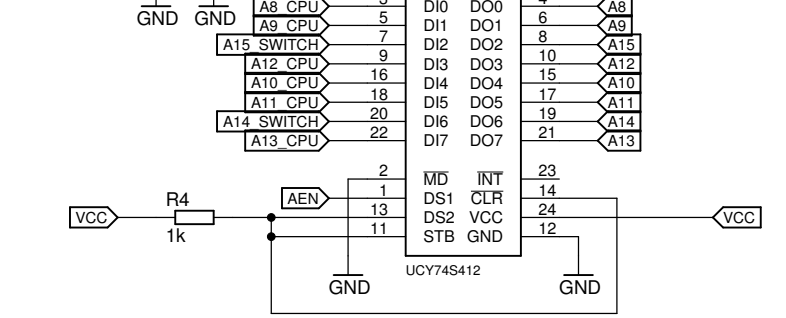 GND GND
A8_CPU 3 DI0 DO0 4 A8
A9_CPU 5 DI1 DO1 6 A9
A15_SWITCH 7 DI2 DO2 8 A15
A12_CPU 9 DI3 DO3 10 A12
A10_CPU 16 DI4 DO4 15 A10
A11_CPU 18 DI5 DO5 17 A11
A14_SWITCH 20 DI6 DO6 19 A14
A13_CPU 22 DI7 DO7 21 A13
2 MD INT 23
AEN 1 DS1 CLR 14
VCC R4 13 DS2 VCC 24 VCC
1k 11 STB GND 12
UCY74S412
GND GND